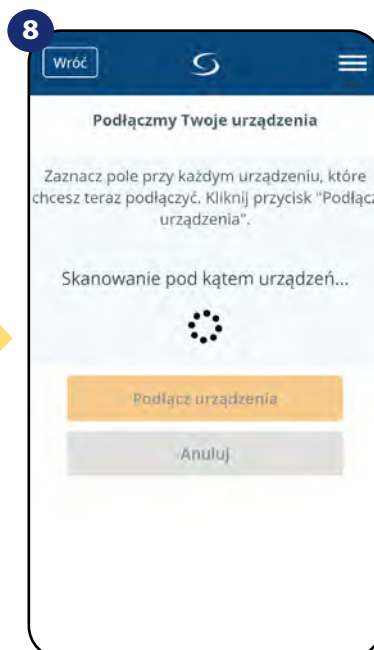 8
Wróć
Podłączmy Twoje urządzenia
Zaznacz pole przy każdym urządzeniu, które
chcesz teraz podłączyć. Kliknij przycisk "Podłącz
urządzenia".
Skanowanie pod kątem urządzeń...
Podłącz urządzenia
Anuluj